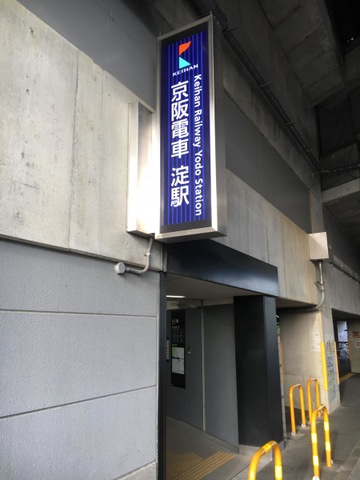 KEIHAN
京阪電車 淀駅
Keihan Railway Yodo Station